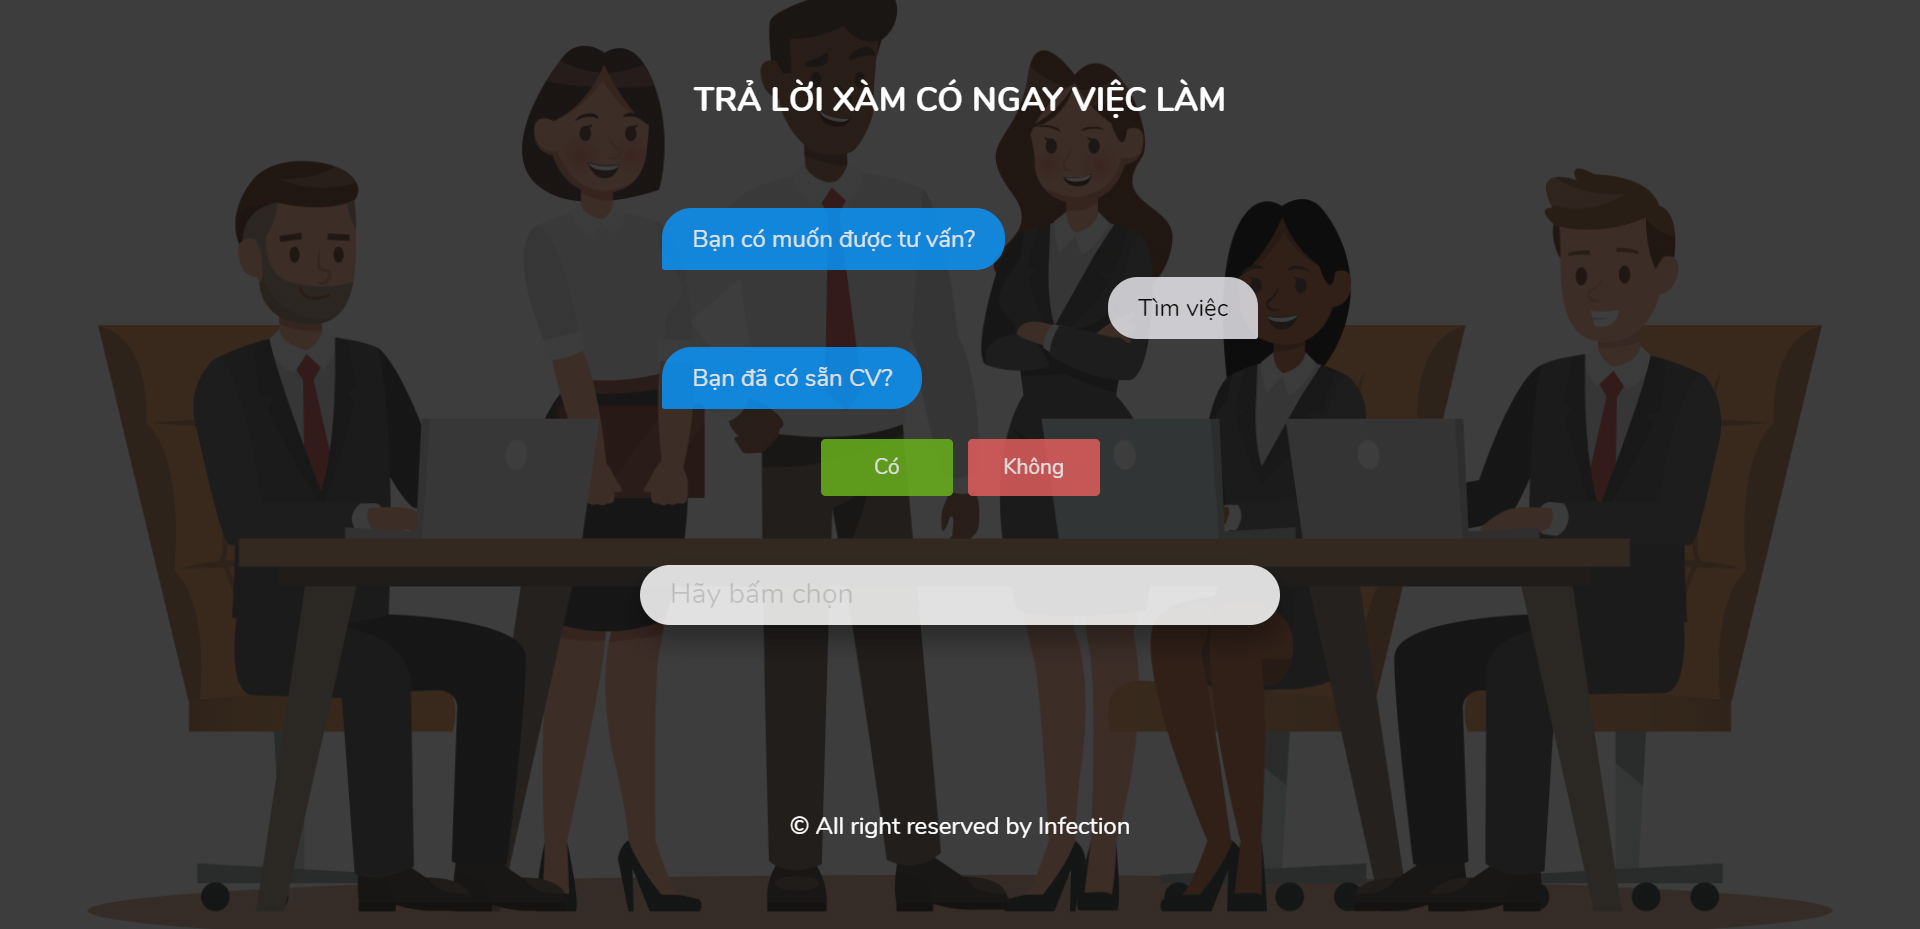 TRẢ LỜI XÀM CÓ NGAY VIỆC LÀM
Bạn có muốn được tư vấn?
Tìm việc
Bạn đã có sẵn CV?
Có
Không
Hãy bấm chọn
© All right reserved by Infection